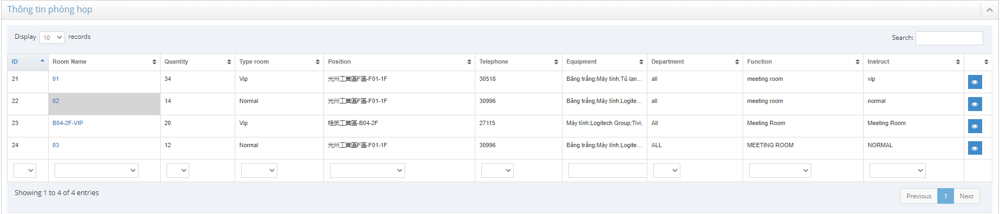 Thông tin phòng họp
Display 10 records Search:
ID Room Name Quantity Type room Position Telephone Equipment Department Function Instruct
21 01 34 Vip 光州工業區F區-F01-1F 30518 Bảng trắng;Máy tính;Tủ lạn... all meeting room vip
22 02 14 Normal 光州工業區F區-F01-1F 30996 Bảng trắng;Máy tính;Logite... all meeting room normal
23 B04-2F-VIP 20 Vip 桂武工業區-B04-2F 27115 Máy tính;Logitech Group;Tivi; All Meeting Room Meeting Room
24 03 12 Normal 光州工業區F區-F01-1F 30996 Bảng trắng;Máy tính;Logite... ALL MEETING ROOM NORMAL
Showing 1 to 4 of 4 entries Previous 1 Next